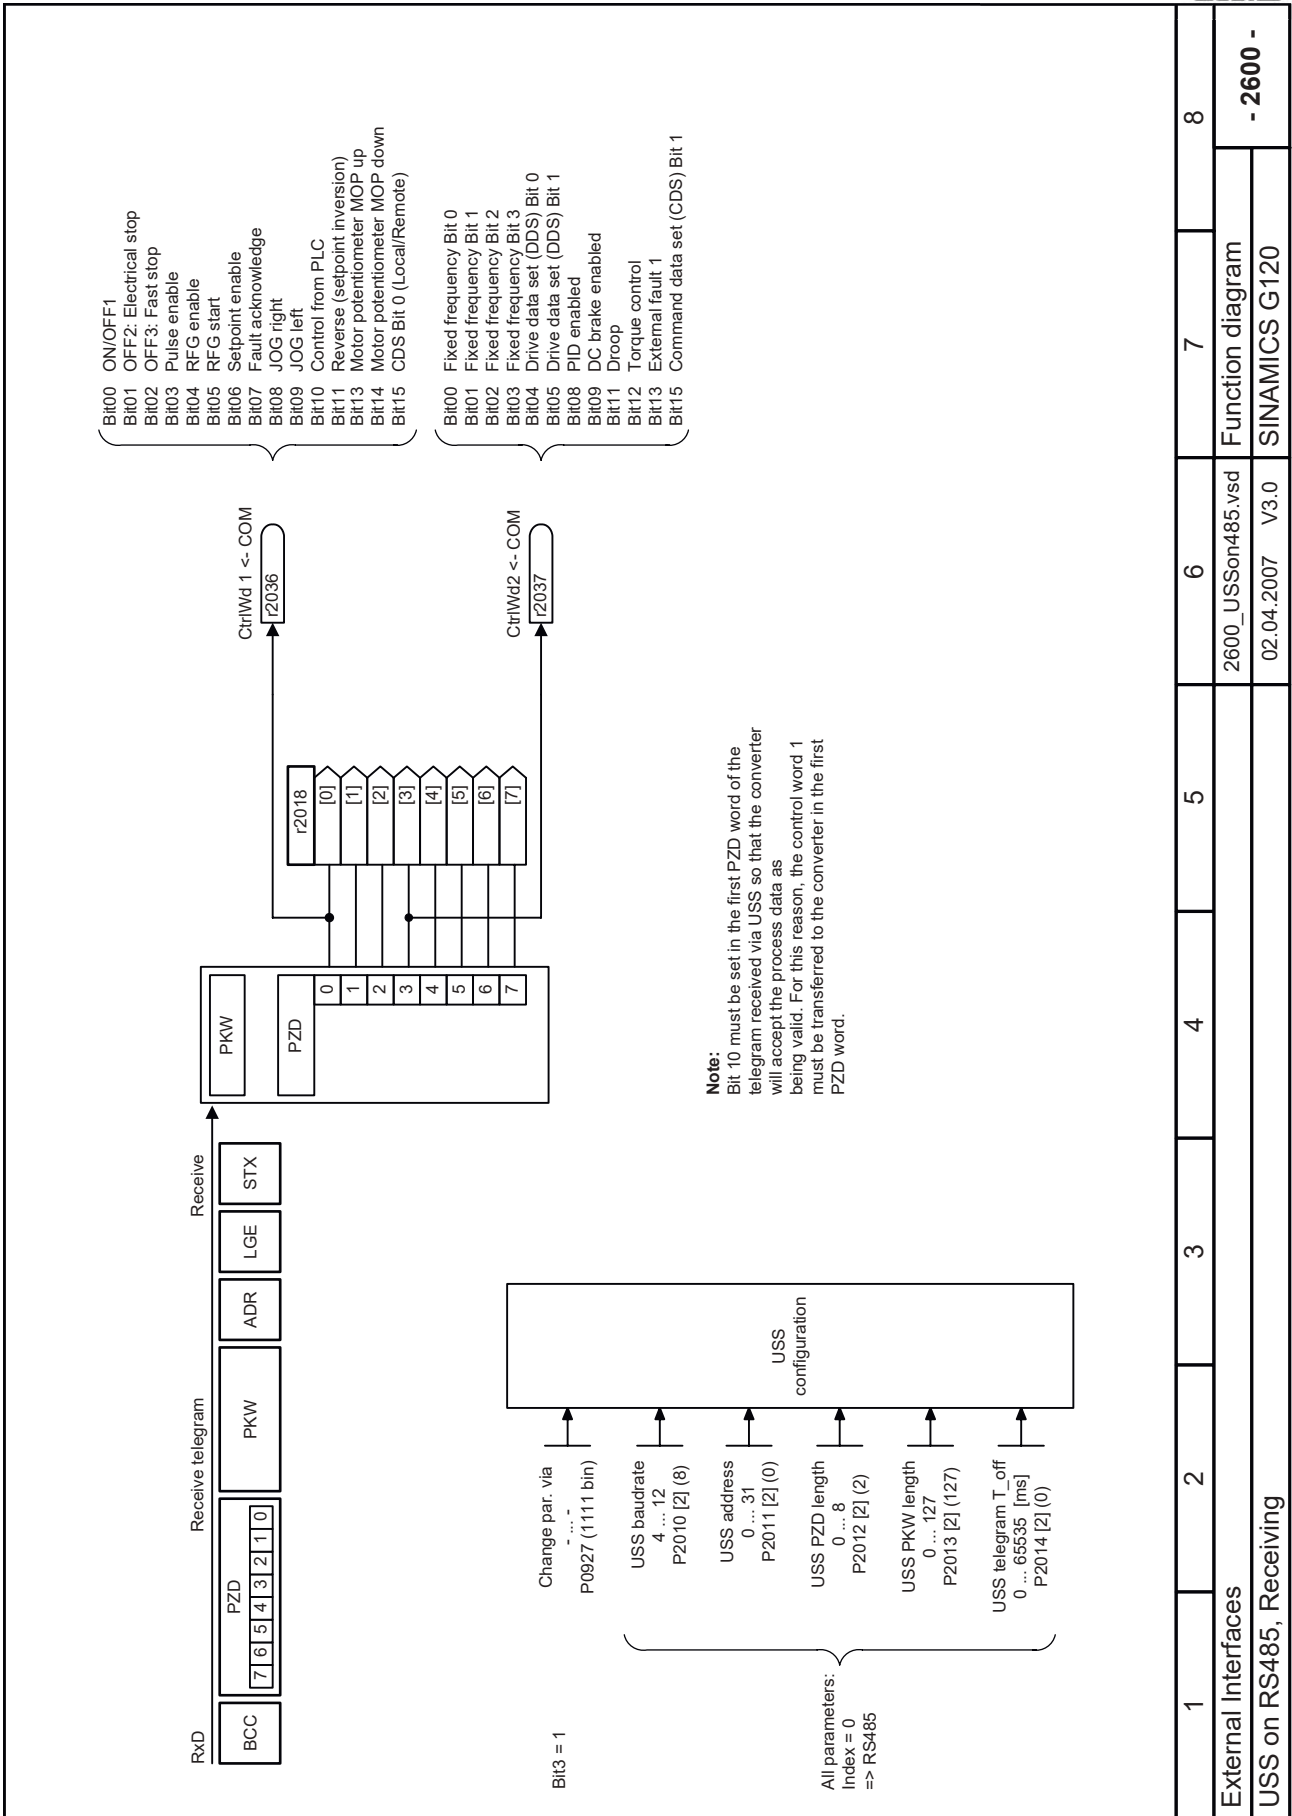 RxD
Receive telegram
Receive
BCC
PZD
7 6 5 4 3 2 1 0
PKW
ADR
LGE
STX
PKW
PZD
0
1
2
3
4
5
6
7
r2018
[0]
[1]
[2]
[3]
[4]
[5]
[6]
[7]
CtrlWd 1 <- COM
r2036
CtrlWd2 <- COM
r2037
Bit00 ON/OFF1
Bit01 OFF2: Electrical stop
Bit02 OFF3: Fast stop
Bit03 Pulse enable
Bit04 RFG enable
Bit05 RFG start
Bit06 Setpoint enable
Bit07 Fault acknowledge
Bit08 JOG right
Bit09 JOG left
Bit10 Control from PLC
Bit11 Reverse (setpoint inversion)
Bit13 Motor potentiometer MOP up
Bit14 Motor potentiometer MOP down
Bit15 CDS Bit 0 (Local/Remote)
Bit00 Fixed frequency Bit 0
Bit01 Fixed frequency Bit 1
Bit02 Fixed frequency Bit 2
Bit03 Fixed frequency Bit 3
Bit04 Drive data set (DDS) Bit 0
Bit05 Drive data set (DDS) Bit 1
Bit08 PID enabled
Bit09 DC brake enabled
Bit11 Droop
Bit12 Torque control
Bit13 External fault 1
Bit15 Command data set (CDS) Bit 1
Bit3 = 1
Change par. via
- ... -
P0927 (1111 bin)
USS baudrate
4 ... 12
P2010 [2] (8)
USS address
0 ... 31
P2011 [2] (0)
USS PZD length
0 ... 8
P2012 [2] (2)
USS PKW length
0 ... 127
P2013 [2] (127)
USS telegram T_off
0 ... 65535 [ms]
P2014 [2] (0)
All parameters:
Index = 0
=> RS485
USS
configuration
Note:
Bit 10 must be set in the first PZD word of the
telegram received via USS so that the converter
will accept the process data as
being valid. For this reason, the control word 1
must be transferred to the converter in the first
PZD word.
1 2 3 4 5 6 7 8
External Interfaces
2600_USSon485.vsd
Function diagram
- 2600 -
USS on RS485, Receiving
02.04.2007 V3.0
SINAMICS G120